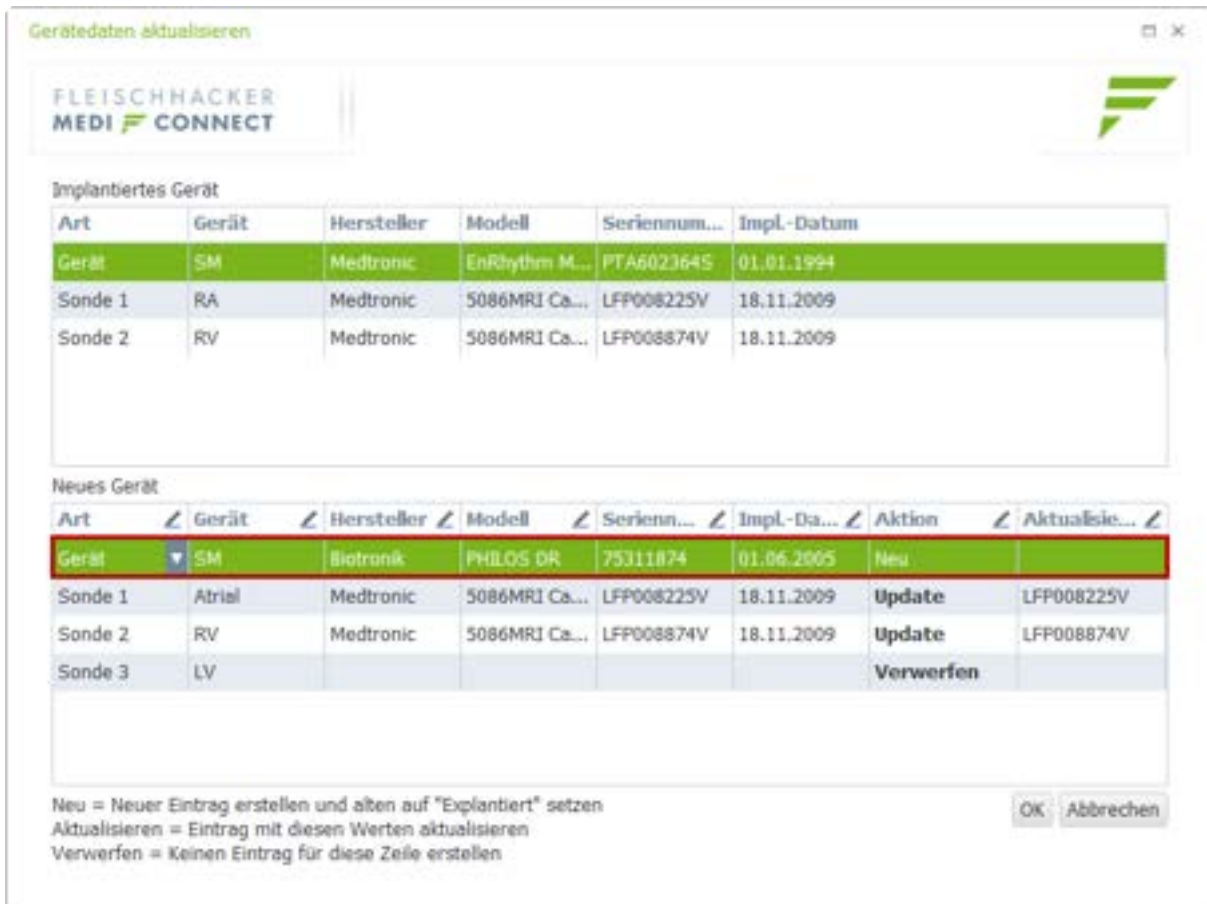 Gerätedaten aktualisieren
FLEISCHHACKER
MEDI CONNECT
Implantiertes Gerät
Art Gerät Hersteller Modell Seriennum... Impl.-Datum
Gerät SM Medtronic EnRhythm M... PTA602364S 01.01.1994
Sonde 1 RA Medtronic 5086MRI Ca... LFP008225V 18.11.2009
Sonde 2 RV Medtronic 5086MRI Ca... LFP008874V 18.11.2009
Neues Gerät
Art Gerät Hersteller Modell Serienn... Impl.-Da... Aktion Aktualisie...
Gerät SM Biotronik PHILOS DR 75311874 01.06.2005 Neu
Sonde 1 Atrial Medtronic 5086MRI Ca... LFP008225V 18.11.2009 Update LFP008225V
Sonde 2 RV Medtronic 5086MRI Ca... LFP008874V 18.11.2009 Update LFP008874V
Sonde 3 LV Verwerfen
Neu = Neuer Eintrag erstellen und alten auf "Explantiert" setzen
Aktualisieren = Eintrag mit diesen Werten aktualisieren
Verwerfen = Keinen Eintrag für diese Zeile erstellen
OK Abbrechen